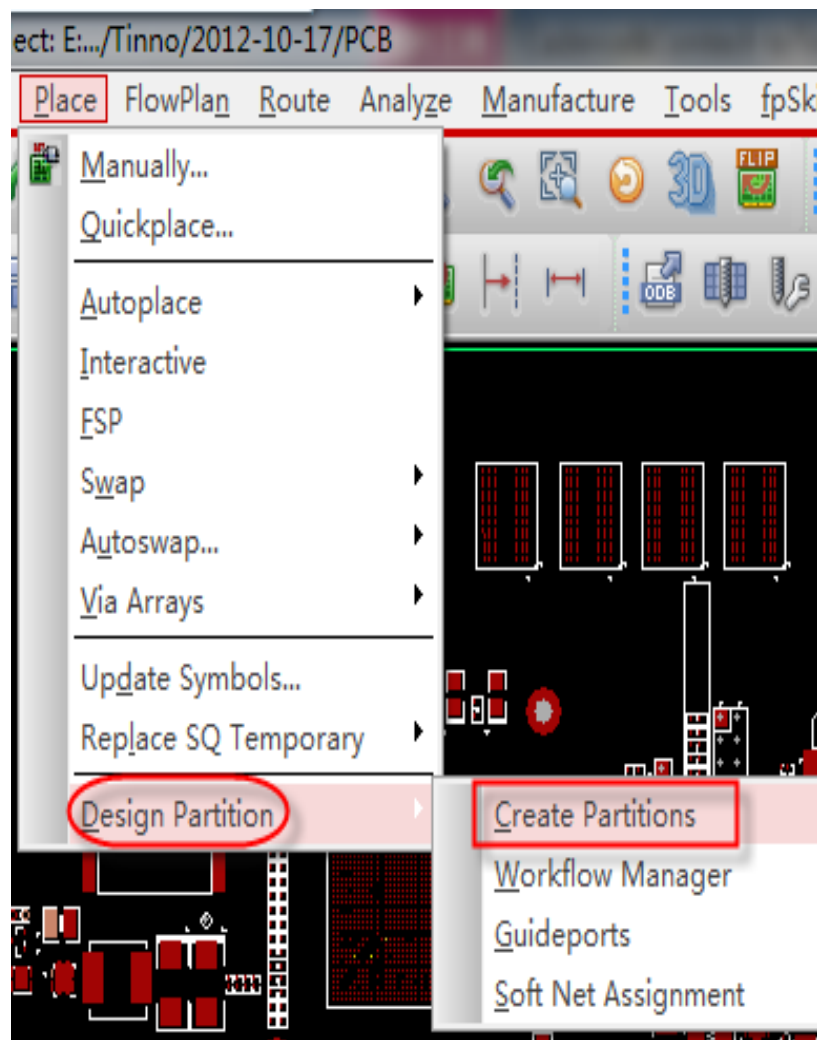 ect: E:.../Tinno/2012-10-17/PCB
Place FlowPlan Route Analyze Manufacture Tools fpSki
3D FLIP
Manually...
Quickplace...
ODB
Autoplace
Interactive
FSP
Swap
Autoswap...
Via Arrays
Update Symbols...
Replace SQ Temporary
Design Partition
Create Partitions
Workflow Manager
Guideports
Soft Net Assignment